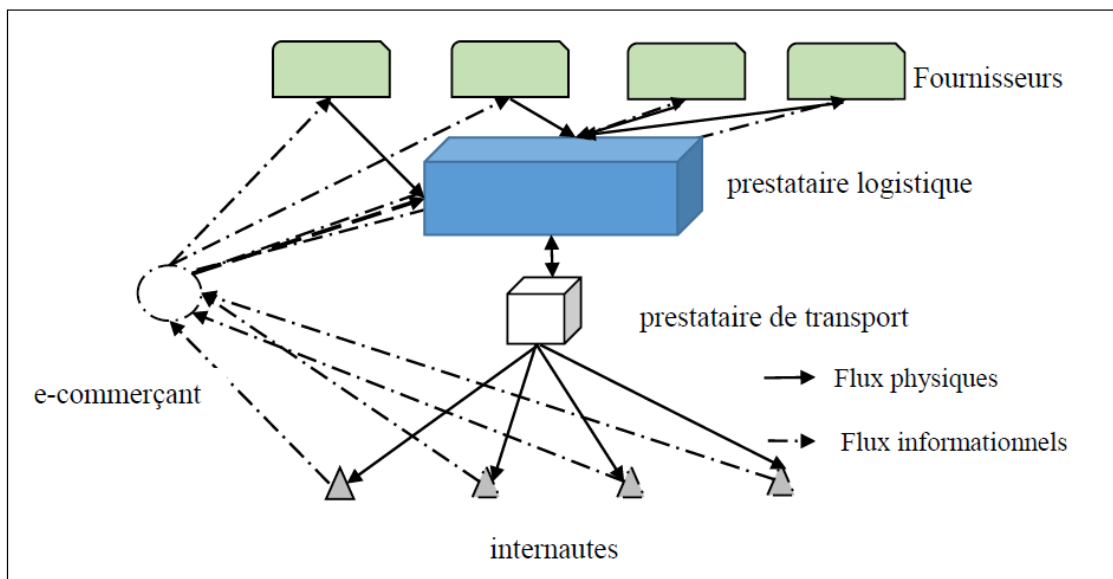 Fournisseurs
prestataire logistique
prestataire de transport
e-commerçant
Flux physiques
Flux informationnels
internautes